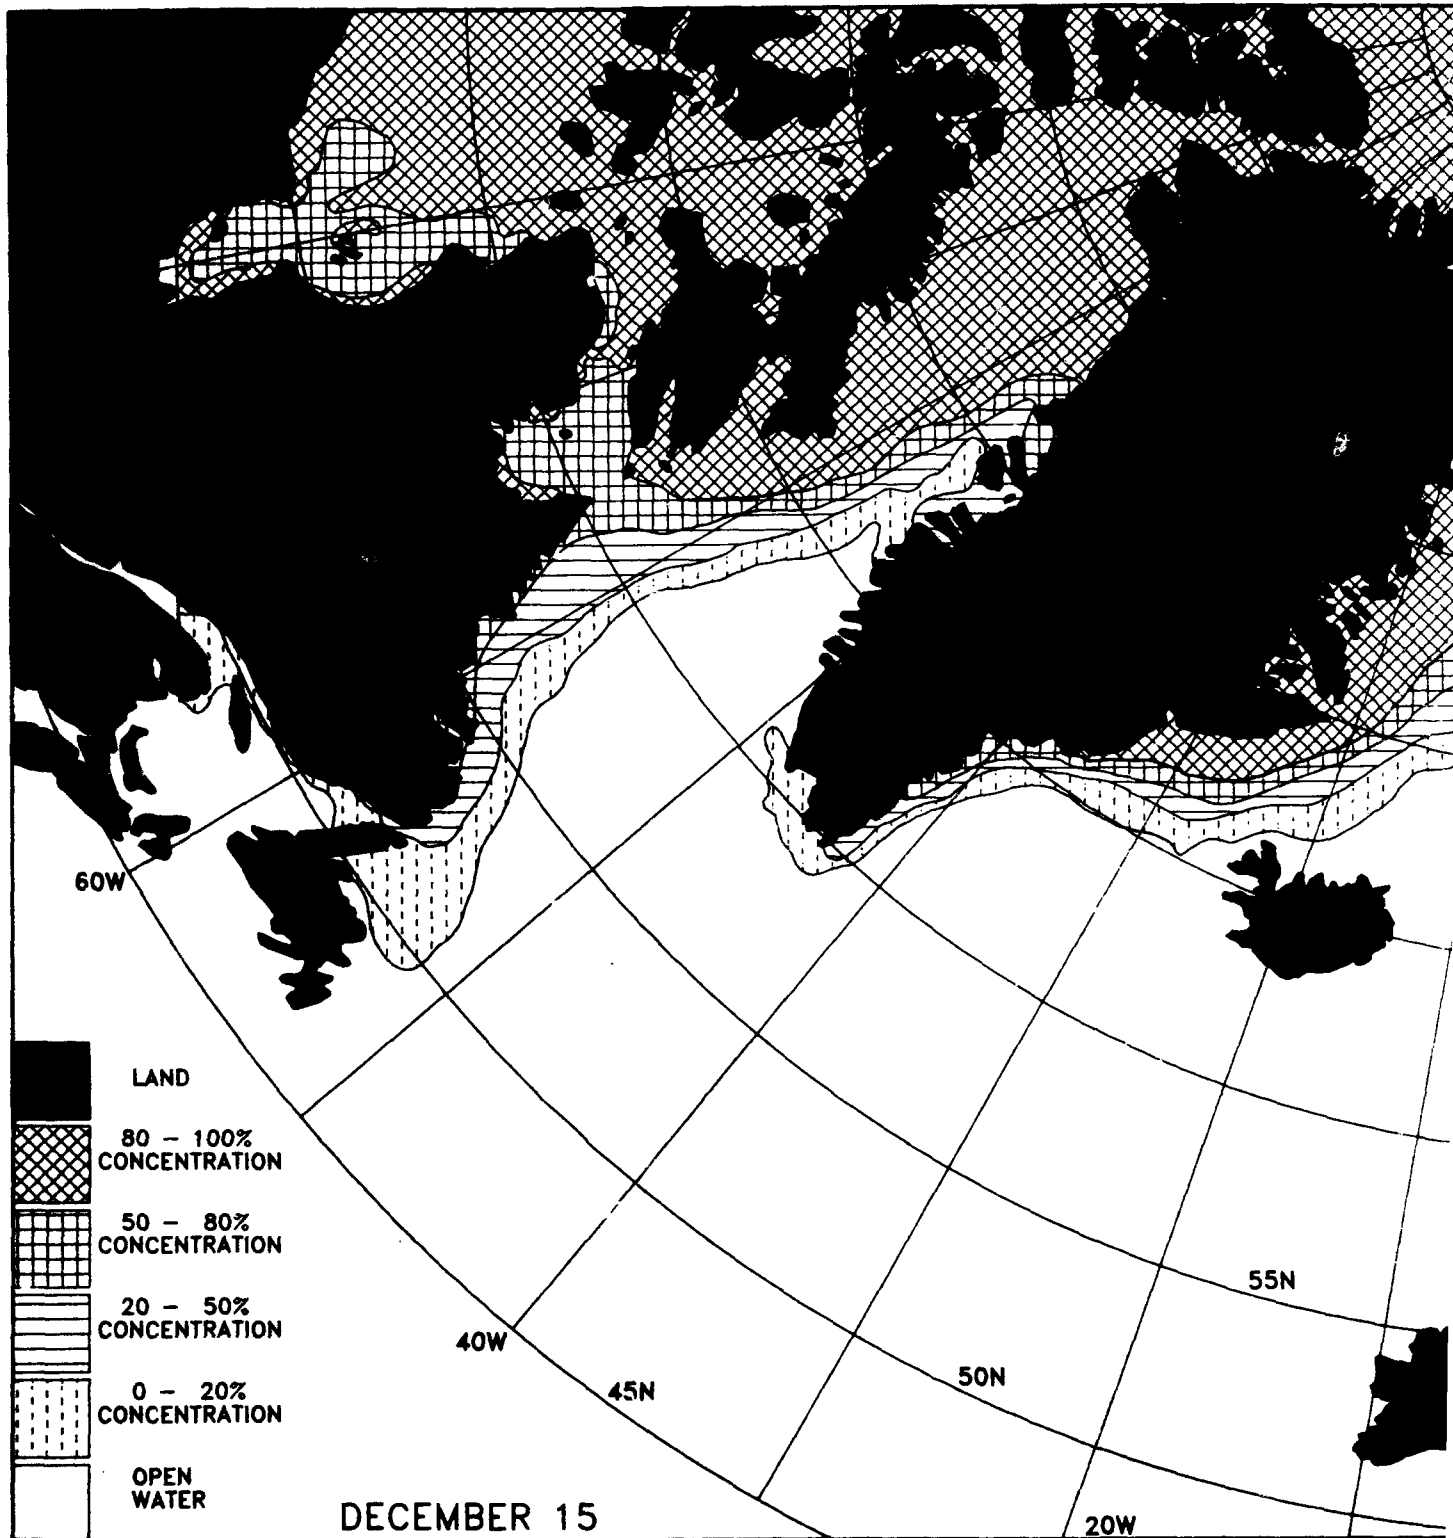 60W
LAND
80 - 100%
CONCENTRATION
50 - 80%
CONCENTRATION
20 - 50%
CONCENTRATION
0 - 20%
CONCENTRATION
OPEN
WATER
55N
40W
50N
45N
DECEMBER 15
20W